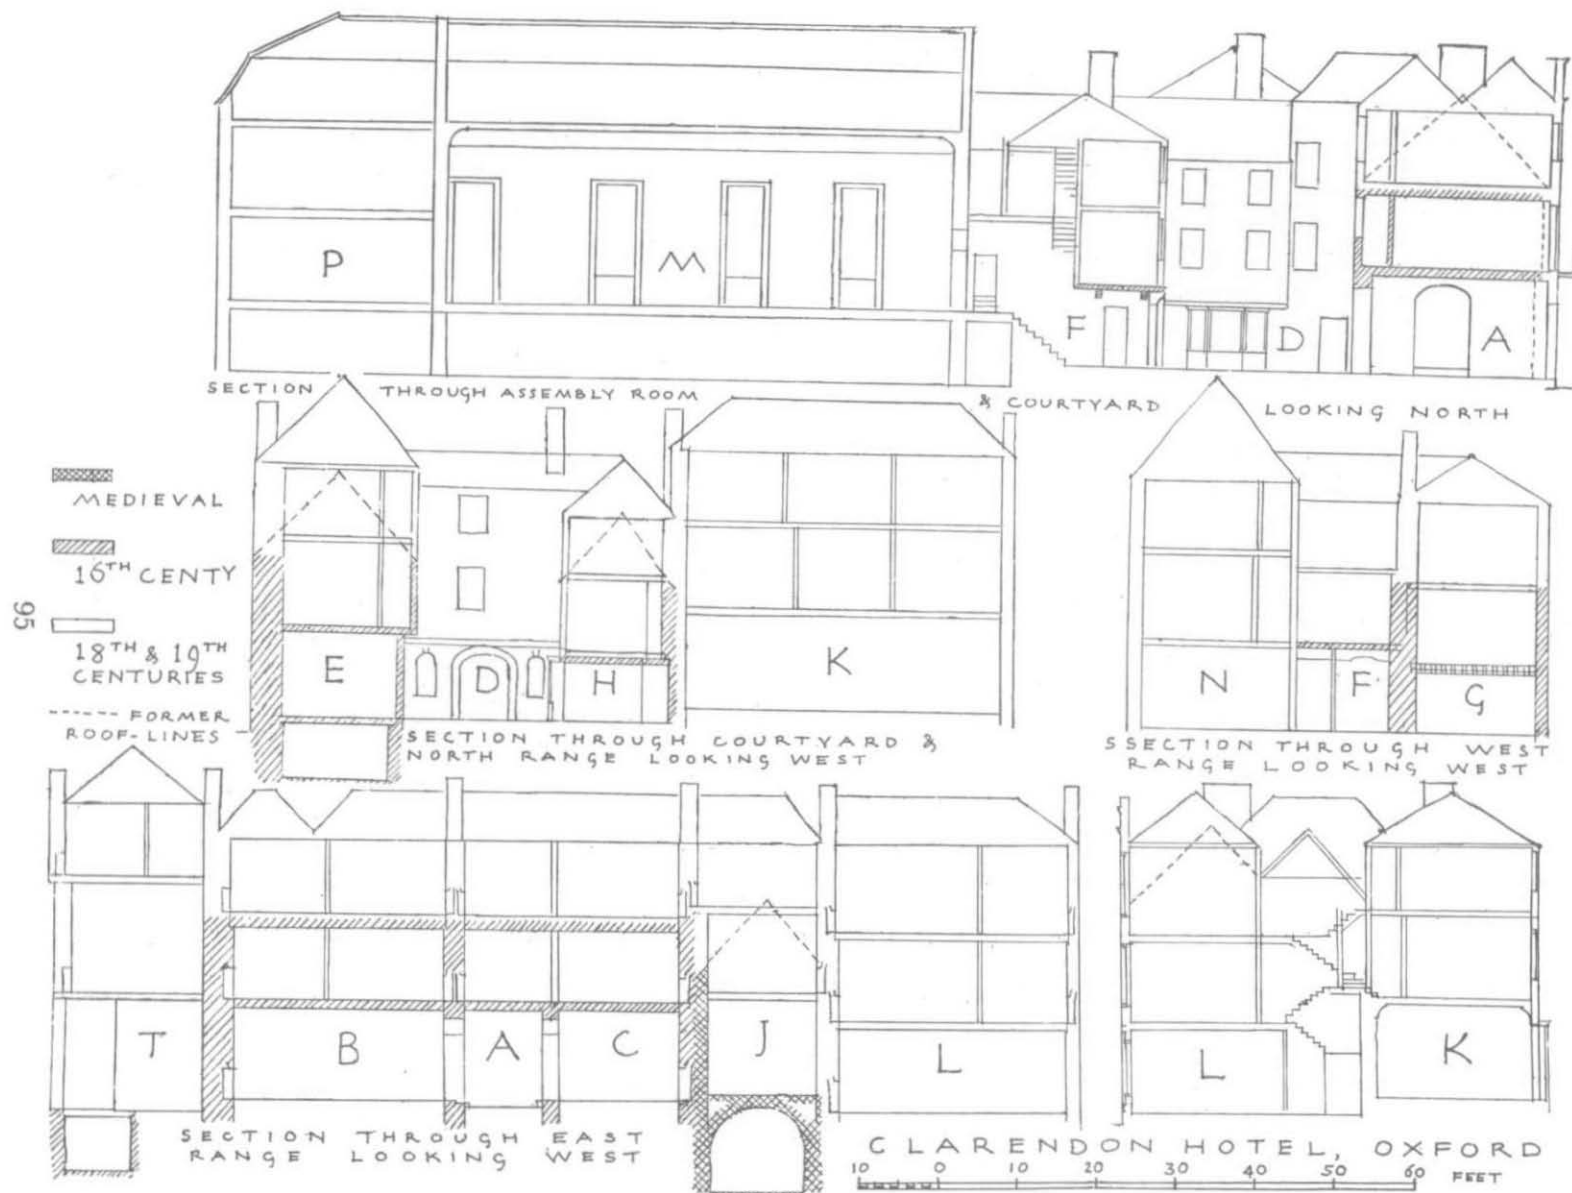 P
M
F
D
A
SECTION THROUGH ASSEMBLY ROOM & COURTYARD LOOKING NORTH
MEDIEVAL
16TH CENTY
18TH & 19TH
CENTURIES
FORMER
ROOF-LINES
95
E
D
H
K
SECTION THROUGH COURTYARD &
NORTH RANGE LOOKING WEST
N
F
G
SSECTION THROUGH WEST
RANGE LOOKING WEST
T
B
A
C
J
L
L
K
SECTION THROUGH EAST
RANGE LOOKING WEST
CLARENDON HOTEL, OXFORD
10 0 10 20 30 40 50 60 FEET